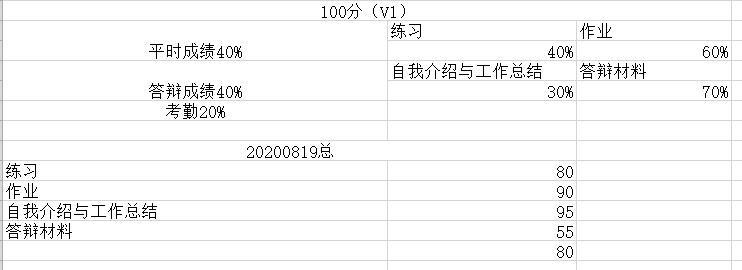 100分（V1）
练习 作业
平时成绩40% 40% 60%
自我介绍与工作总结 答辩材料
答辩成绩40% 30% 70%
考勤20%
20200819总
练习 80
作业 90
自我介绍与工作总结 95
答辩材料 55
80